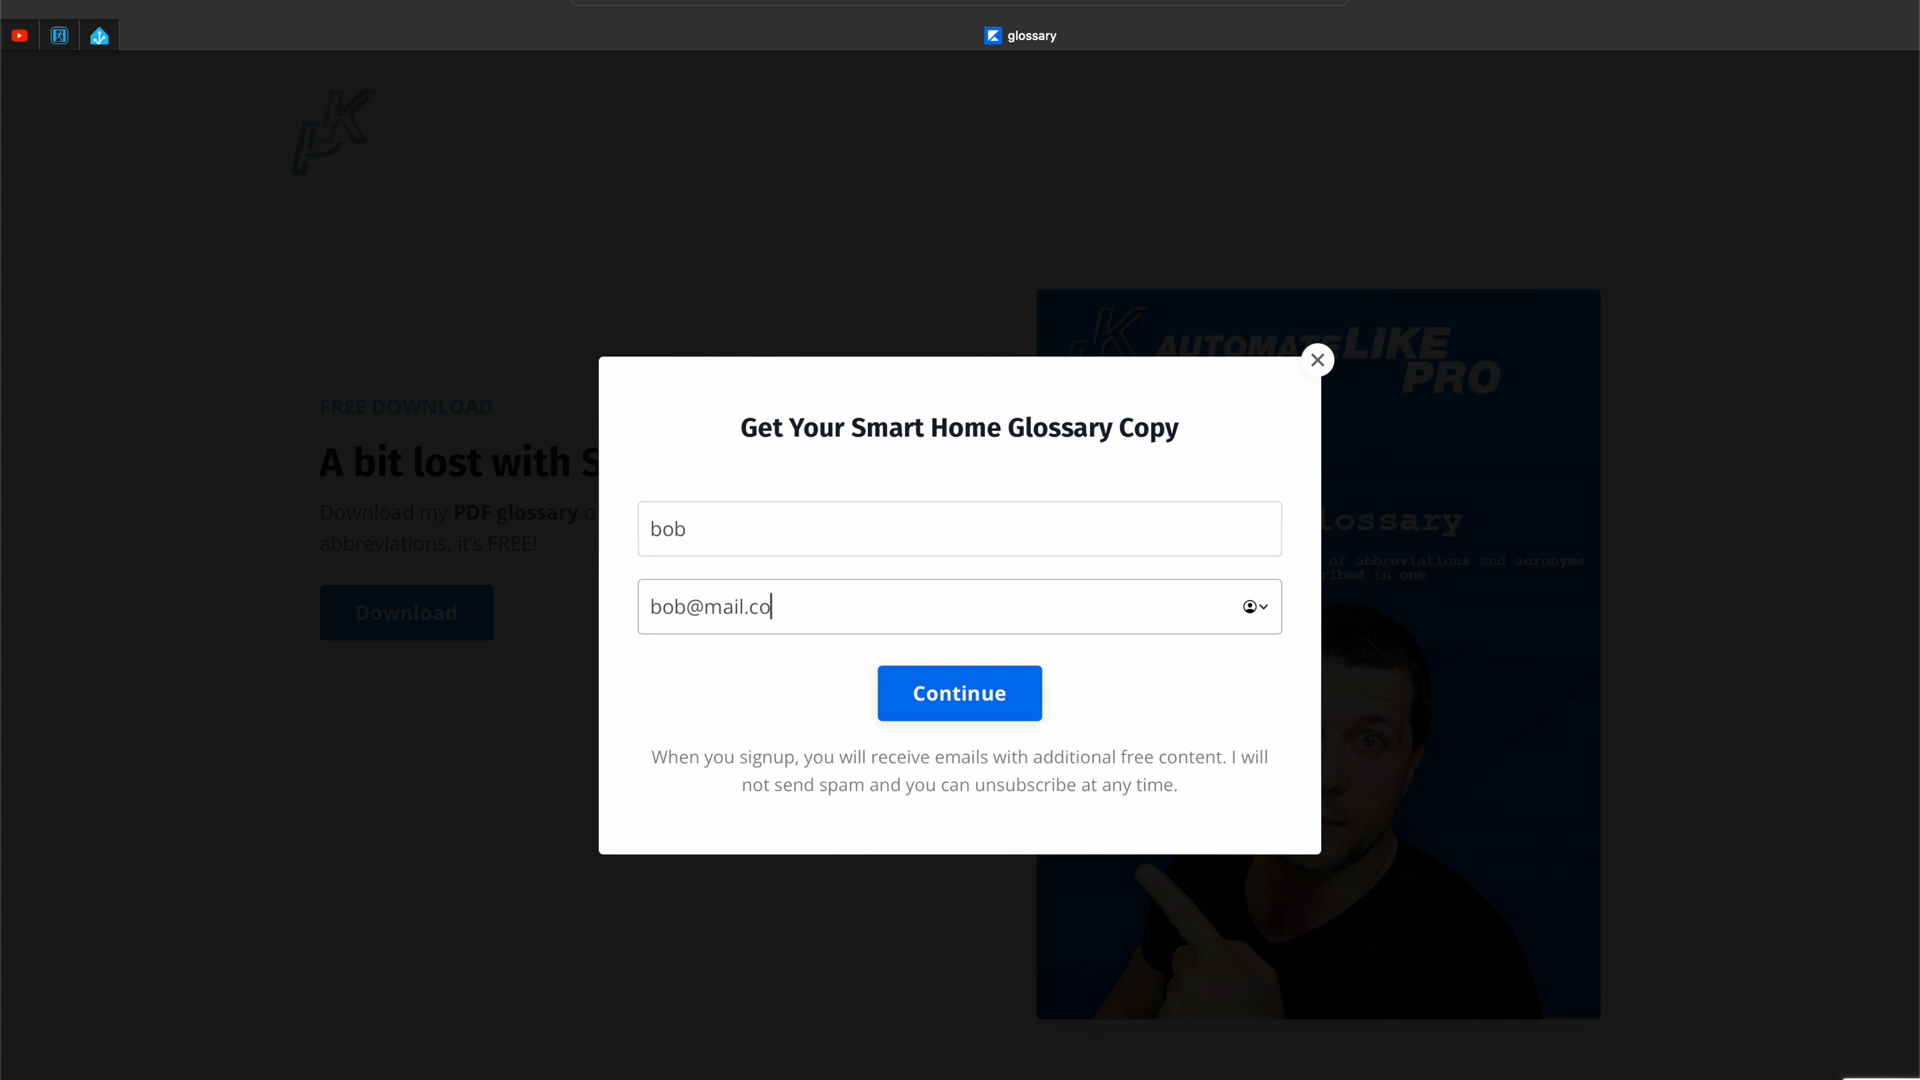 glossary
AUTOMATE LIKE
PRO
FREE DOWNLOAD
A bit lost with S
Download my PDF glossary o
abbreviations, it's FREE!
Download
Get Your Smart Home Glossary Copy
bob
bob@mail.co
Continue
When you signup, you will receive emails with additional free content. I will
not send spam and you can unsubscribe at any time.
lossary
of abbreviations and acronyms
ibed in one